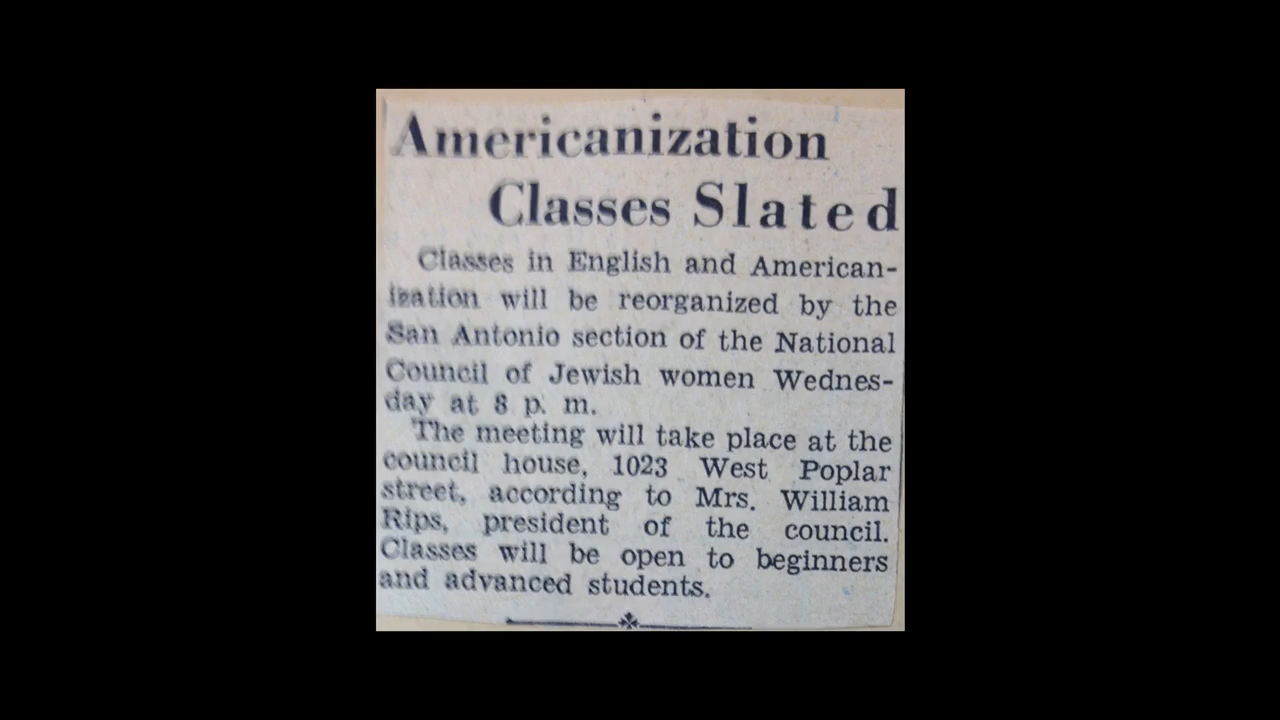 Americanization
Classes Slated
Classes in English and American-
ization will be reorganized by the
San Antonio section of the National
Council of Jewish women Wednes-
day at 8 p. m.
The meeting will take place at the
council house, 1023 West Poplar
street, according to Mrs. William
Rips, president of the council.
Classes will be open to beginners
and advanced students.